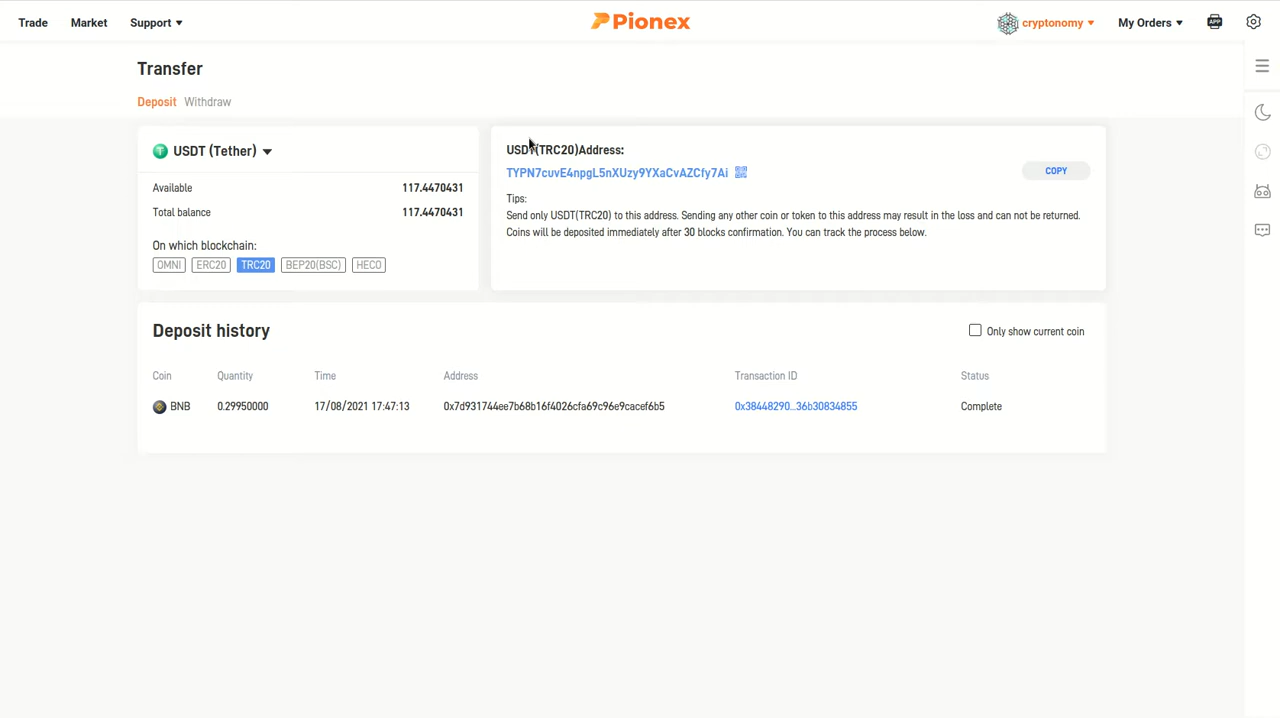 Trade Market Support
Pionex
cryptonomy My Orders APP
Transfer
Deposit Withdraw
USDT (Tether)
Available 117.4470431
Total balance 117.4470431
On which blockchain:
OMNI ERC20 TRC20 BEP20(BSC) HECO
USDT(TRC20)Address:
TYPN7cuvE4npgL5nXUzy9YXaCvAZCfy7Ai
COPY
Tips:
Send only USDT(TRC20) to this address. Sending any other coin or token to this address may result in the loss and can not be returned.
Coins will be deposited immediately after 30 blocks confirmation. You can track the process below.
Deposit history
Only show current coin
Coin Quantity Time Address Transaction ID Status
BNB 0.29950000 17/08/2021 17:47:13 0x7d931744ee7b68b16f4026cfa69c96e9cacef6b5 0x38448290...36b30834855 Complete